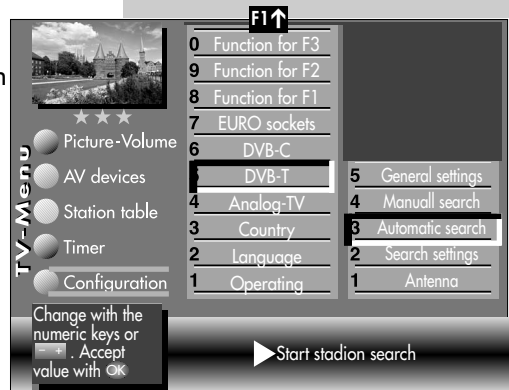 F1↑
TV-Menu
Picture-Volume
AV devices
Station table
Timer
Configuration
0 Function for F3
9 Function for F2
8 Function for F1
7 EURO sockets
6 DVB-C
DVB-T
4 Analog-TV
3 Country
2 Language
1 Operating
5 General settings
4 Manuall search
3 Automatic search
2 Search settings
1 Antenna
Change with the
numeric keys or
- + . Accept
value with OK
Start stadion search